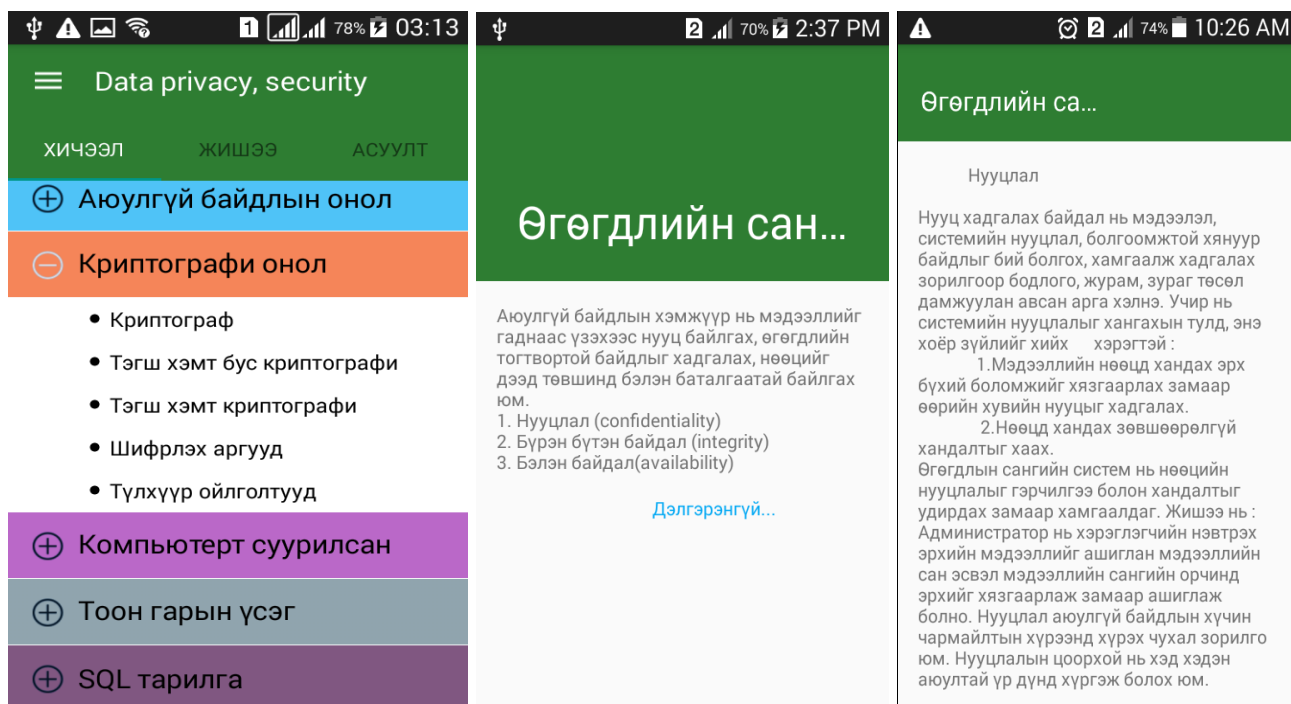 1 78% 03:13
Data privacy, security
ХИЧЭЭЛ ЖИШЭЭ АСУУЛТ
Аюулгүй байдлын онол
Криптографи онол
• Криптограф
• Тэгш хэмт бус криптографи
• Тэгш хэмт криптографи
• Шифрлэх аргууд
• Түлхүүр ойлголтууд
Компьютерт суурилсан
Тоон гарын үсэг
SQL тарилга
2 70% 2:37 PM
Өгөгдлийн сан...
Аюулгүй байдлын хэмжүүр нь мэдээллийг
гаднаас үзэхээс нууц байлгах, өгөгдлийн
тогтвортой байдлыг хадгалах, нөөцийг
дээд төвшинд бэлэн баталгаатай байлгах
юм.
1. Нууцлал (confidentiality)
2. Бүрэн бүтэн байдал (integrity)
3. Бэлэн байдал(availability)
Дэлгэрэнгүй...
2 74% 10:26 AM
Өгөгдлийн са...
Нууцлал
Нууц хадгалах байдал нь мэдээлэл,
системийн нууцлал, болгоомжтой хянуур
байдлыг бий болгох, хамгаалж хадгалах
зорилгоор бодлого, журам, зураг төсөл
дамжуулан авсан арга хэлнэ. Учир нь
системийн нууцлалыг хангахын тулд, энэ
хоёр зүйлийг хийх хэрэгтэй :
1.Мэдээллийн нөөцд хандах эрх
бүхий боломжийг хязгаарлах замаар
өөрийн хувийн нууцыг хадгалах.
2.Нөөцд хандах зөвшөөрөлгүй
хандалтыг хаах.
Өгөгдлын сангийн систем нь нөөцийн
нууцлалыг гэрчилгээ болон хандалтыг
удирдах замаар хамгаалдаг. Жишээ нь :
Администратор нь хэрэглэгчийн нэвтрэх
эрхийн мэдээллийг ашиглан мэдээллийн
сан эсвэл мэдээллийн сангийн орчинд
эрхийг хязгаарлаж замаар ашиглаж
болно. Нууцлал аюулгүй байдлын хүчин
чармайлтын хүрээнд хүрэх чухал зорилго
юм. Нууцлалын цоорхой нь хэд хэдэн
аюултай үр дүнд хүргэж болох юм.